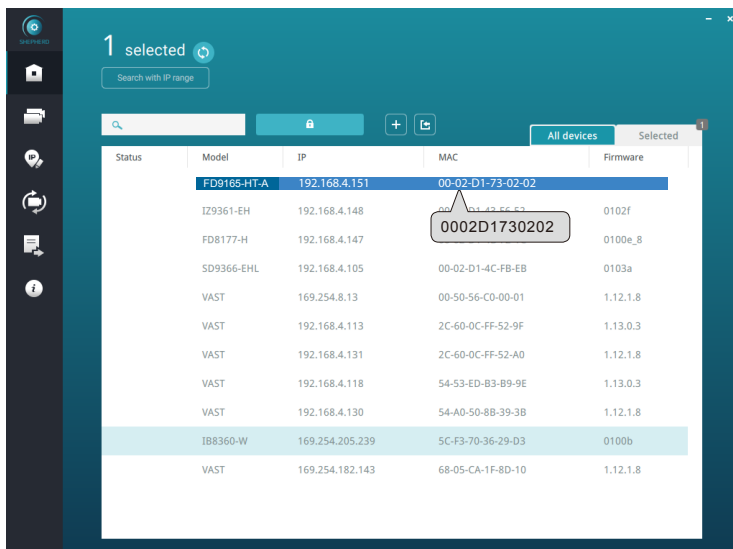 SHEPHERD
1 selected
Search with IP range
1
All devices Selected
Status Model IP MAC Firmware
FD9165-HT-A 192.168.4.151 00-02-D1-73-02-02
IZ9361-EH 192.168.4.148 0102f
0002D1730202
FD8177-H 192.168.4.147 0100e_8
SD9366-EHL 192.168.4.105 00-02-D1-4C-FB-EB 0103a
VAST 169.254.8.13 00-50-56-C0-00-01 1.12.1.8
VAST 192.168.4.113 2C-60-0C-FF-52-9F 1.13.0.3
VAST 192.168.4.131 2C-60-0C-FF-52-A0 1.12.1.8
VAST 192.168.4.118 54-53-ED-B3-B9-9E 1.13.0.3
VAST 192.168.4.130 54-A0-50-8B-39-3B 1.12.1.8
IB8360-W 169.254.205.239 5C-F3-70-36-29-D3 0100b
VAST 169.254.182.143 68-05-CA-1F-8D-10 1.12.1.8
IP
i